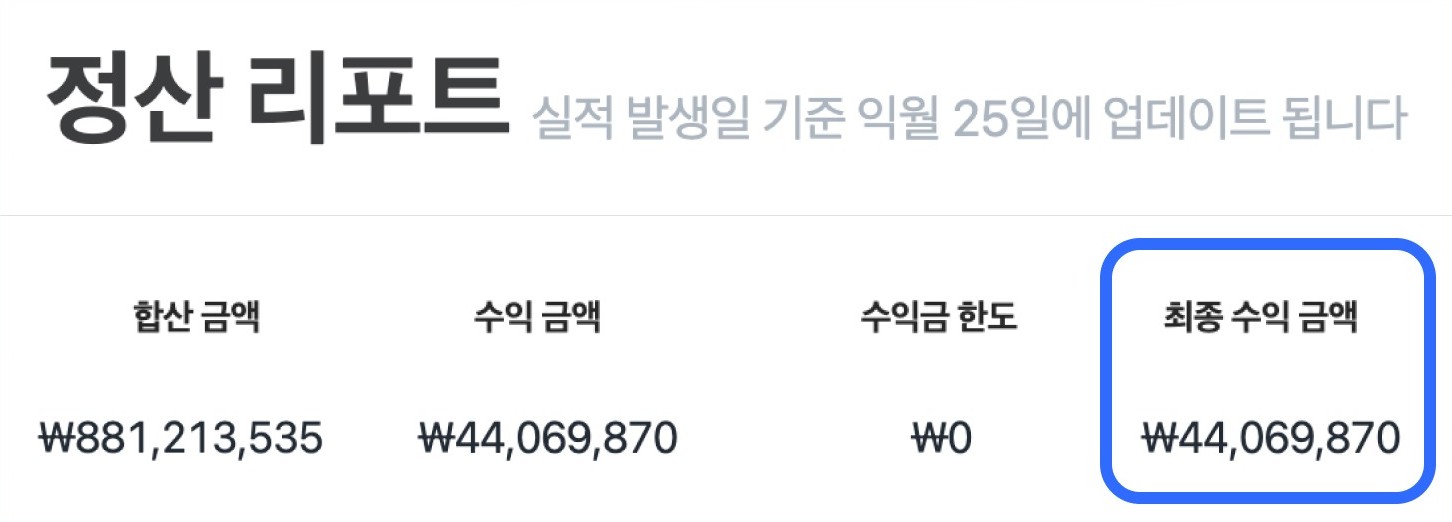 정산 리포트 실적 발생일 기준 익월 25일에 업데이트 됩니다
합산 금액 수익 금액 수익금 한도 최종 수익 금액
₩881,213,535 ₩44,069,870 ₩0 ₩44,069,870